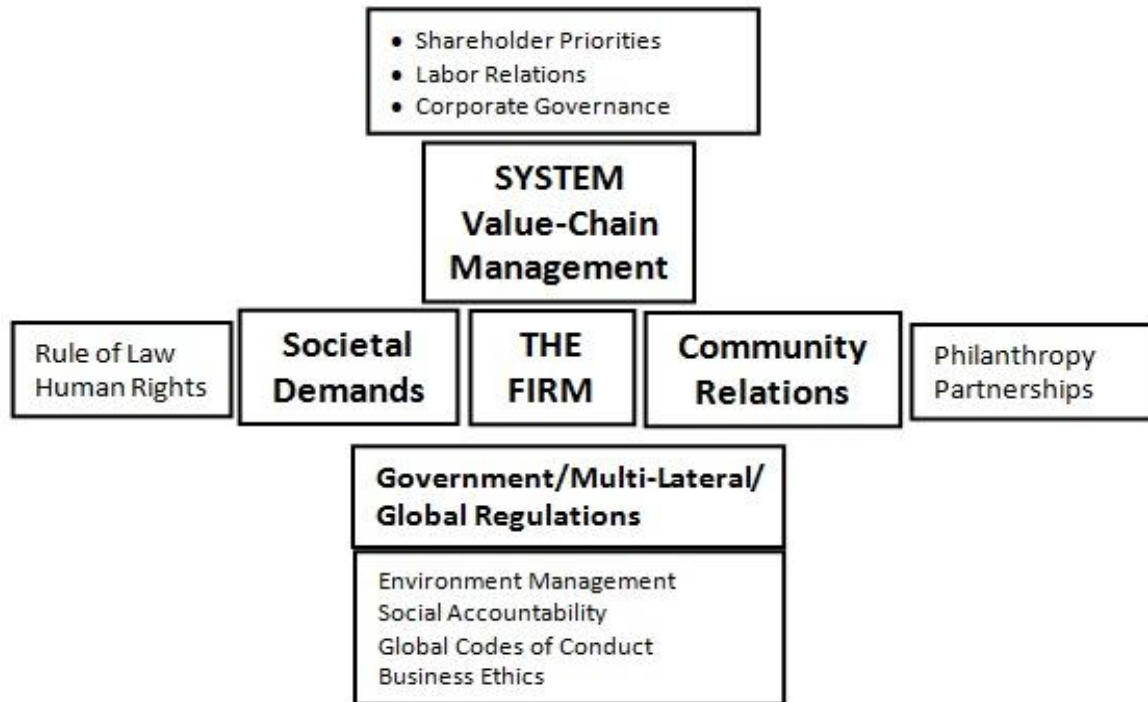 • Shareholder Priorities
• Labor Relations
• Corporate Governance
SYSTEM
Value-Chain
Management
Rule of Law
Human Rights
Societal
Demands
THE
FIRM
Community
Relations
Philanthropy
Partnerships
Government/Multi-Lateral/
Global Regulations
Environment Management
Social Accountability
Global Codes of Conduct
Business Ethics